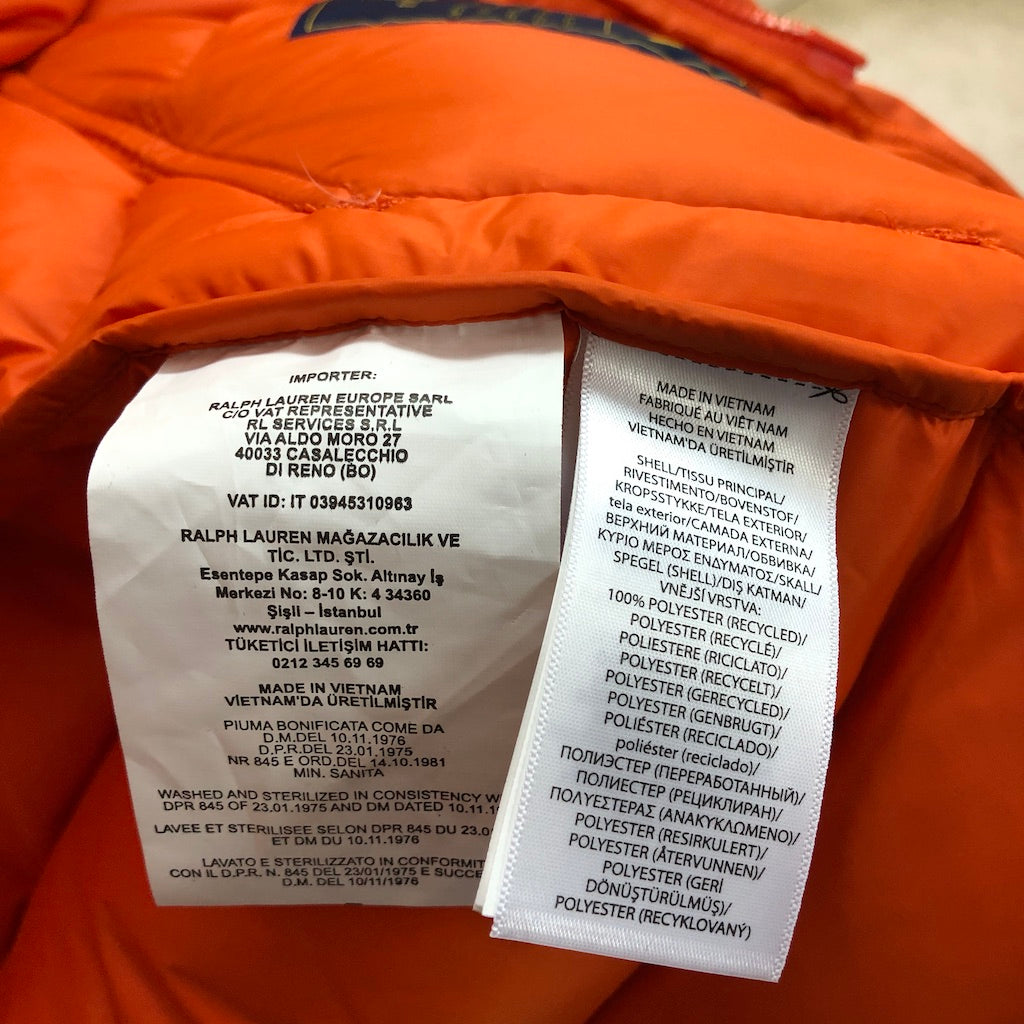 IMPORTER:
RALPH LAUREN EUROPE SARL
C/O VAT REPRESENTATIVE
RL SERVICES S.R.L
VIA ALDO MORO 27
40033 CASALECCHIO
DI RENO (BO)
VAT ID: IT 03945310963
RALPH LAUREN MAĞAZACILIK VE
TİC. LTD. ŞTİ.
Esentepe Kasap Sok. Altınay İş
Merkezi No: 8-10 K: 4 34360
Şişli – İstanbul
www.ralphlauren.com.tr
TÜKETİCİ İLETİŞİM HATTI:
0212 345 69 69
MADE IN VIETNAM
VİETNAM'DA ÜRETİLMİŞTİR
PIUMA BONIFICATA COME DA
D.M.DEL 10.11.1976
D.P.R.DEL 23.01.1975
NR 845 E ORD.DEL 14.10.1981
MIN. SANITA
WASHED AND STERILIZED IN CONSISTENCY W
DPR 845 OF 23.01.1975 AND DM DATED 10.11.1
LAVEE ET STERILISEE SELON DPR 845 DU 23.0
ET DM DU 10.11.1976
LAVATO E STERILIZZATO IN CONFORMIT
CON IL D.P.R. N. 845 DEL 23/01/1975 E SUCCE
D.M. DEL 10/11/1976
MADE IN VIETNAM
FABRIQUÉ AU VIÊT NAM
HECHO EN VIETNAM
VİETNAM'DA ÜRETİLMİŞTİR
SHELL/TISSU PRINCIPAL/
RIVESTIMENTO/BOVENSTOF/
KROPSSTYKKE/TELA EXTERIOR/
tela exterior/CAMADA EXTERNA/
ВЕРХНИЙ МАТЕРИАЛ/ОБВИВКА/
ΚΥΡΙΟ ΜΕΡΟΣ ΕΝΔΥΜΑΤΟΣ/SKALL/
SPEGEL (SHELL)/DIŞ KATMAN/
VNĚJŠÍ VRSTVA:
100% POLYESTER (RECYCLED)/
POLYESTER (RECYCLÉ)/
POLIESTERE (RICICLATO)/
POLYESTER (RECYCELT)/
POLYESTER (GERECYCLED)/
POLYESTER (GENBRUGT)/
POLIÉSTER (RECICLADO)/
poliéster (reciclado)/
ПОЛИЭСТЕР (ПЕРЕРАБОТАННЫЙ)/
ПОЛИЕСТЕР (РЕЦИКЛИРАН)/
ΠΟΛΥΕΣΤΕΡΑΣ (ΑΝΑΚΥΚΛΩΜΕΝΟ)/
POLYESTER (RESIRKULERT)/
POLYESTER (ÅTERVUNNEN)/
POLYESTER (GERİ
DÖNÜŞTÜRÜLMÜŞ)/
POLYESTER (RECYKLOVANÝ)